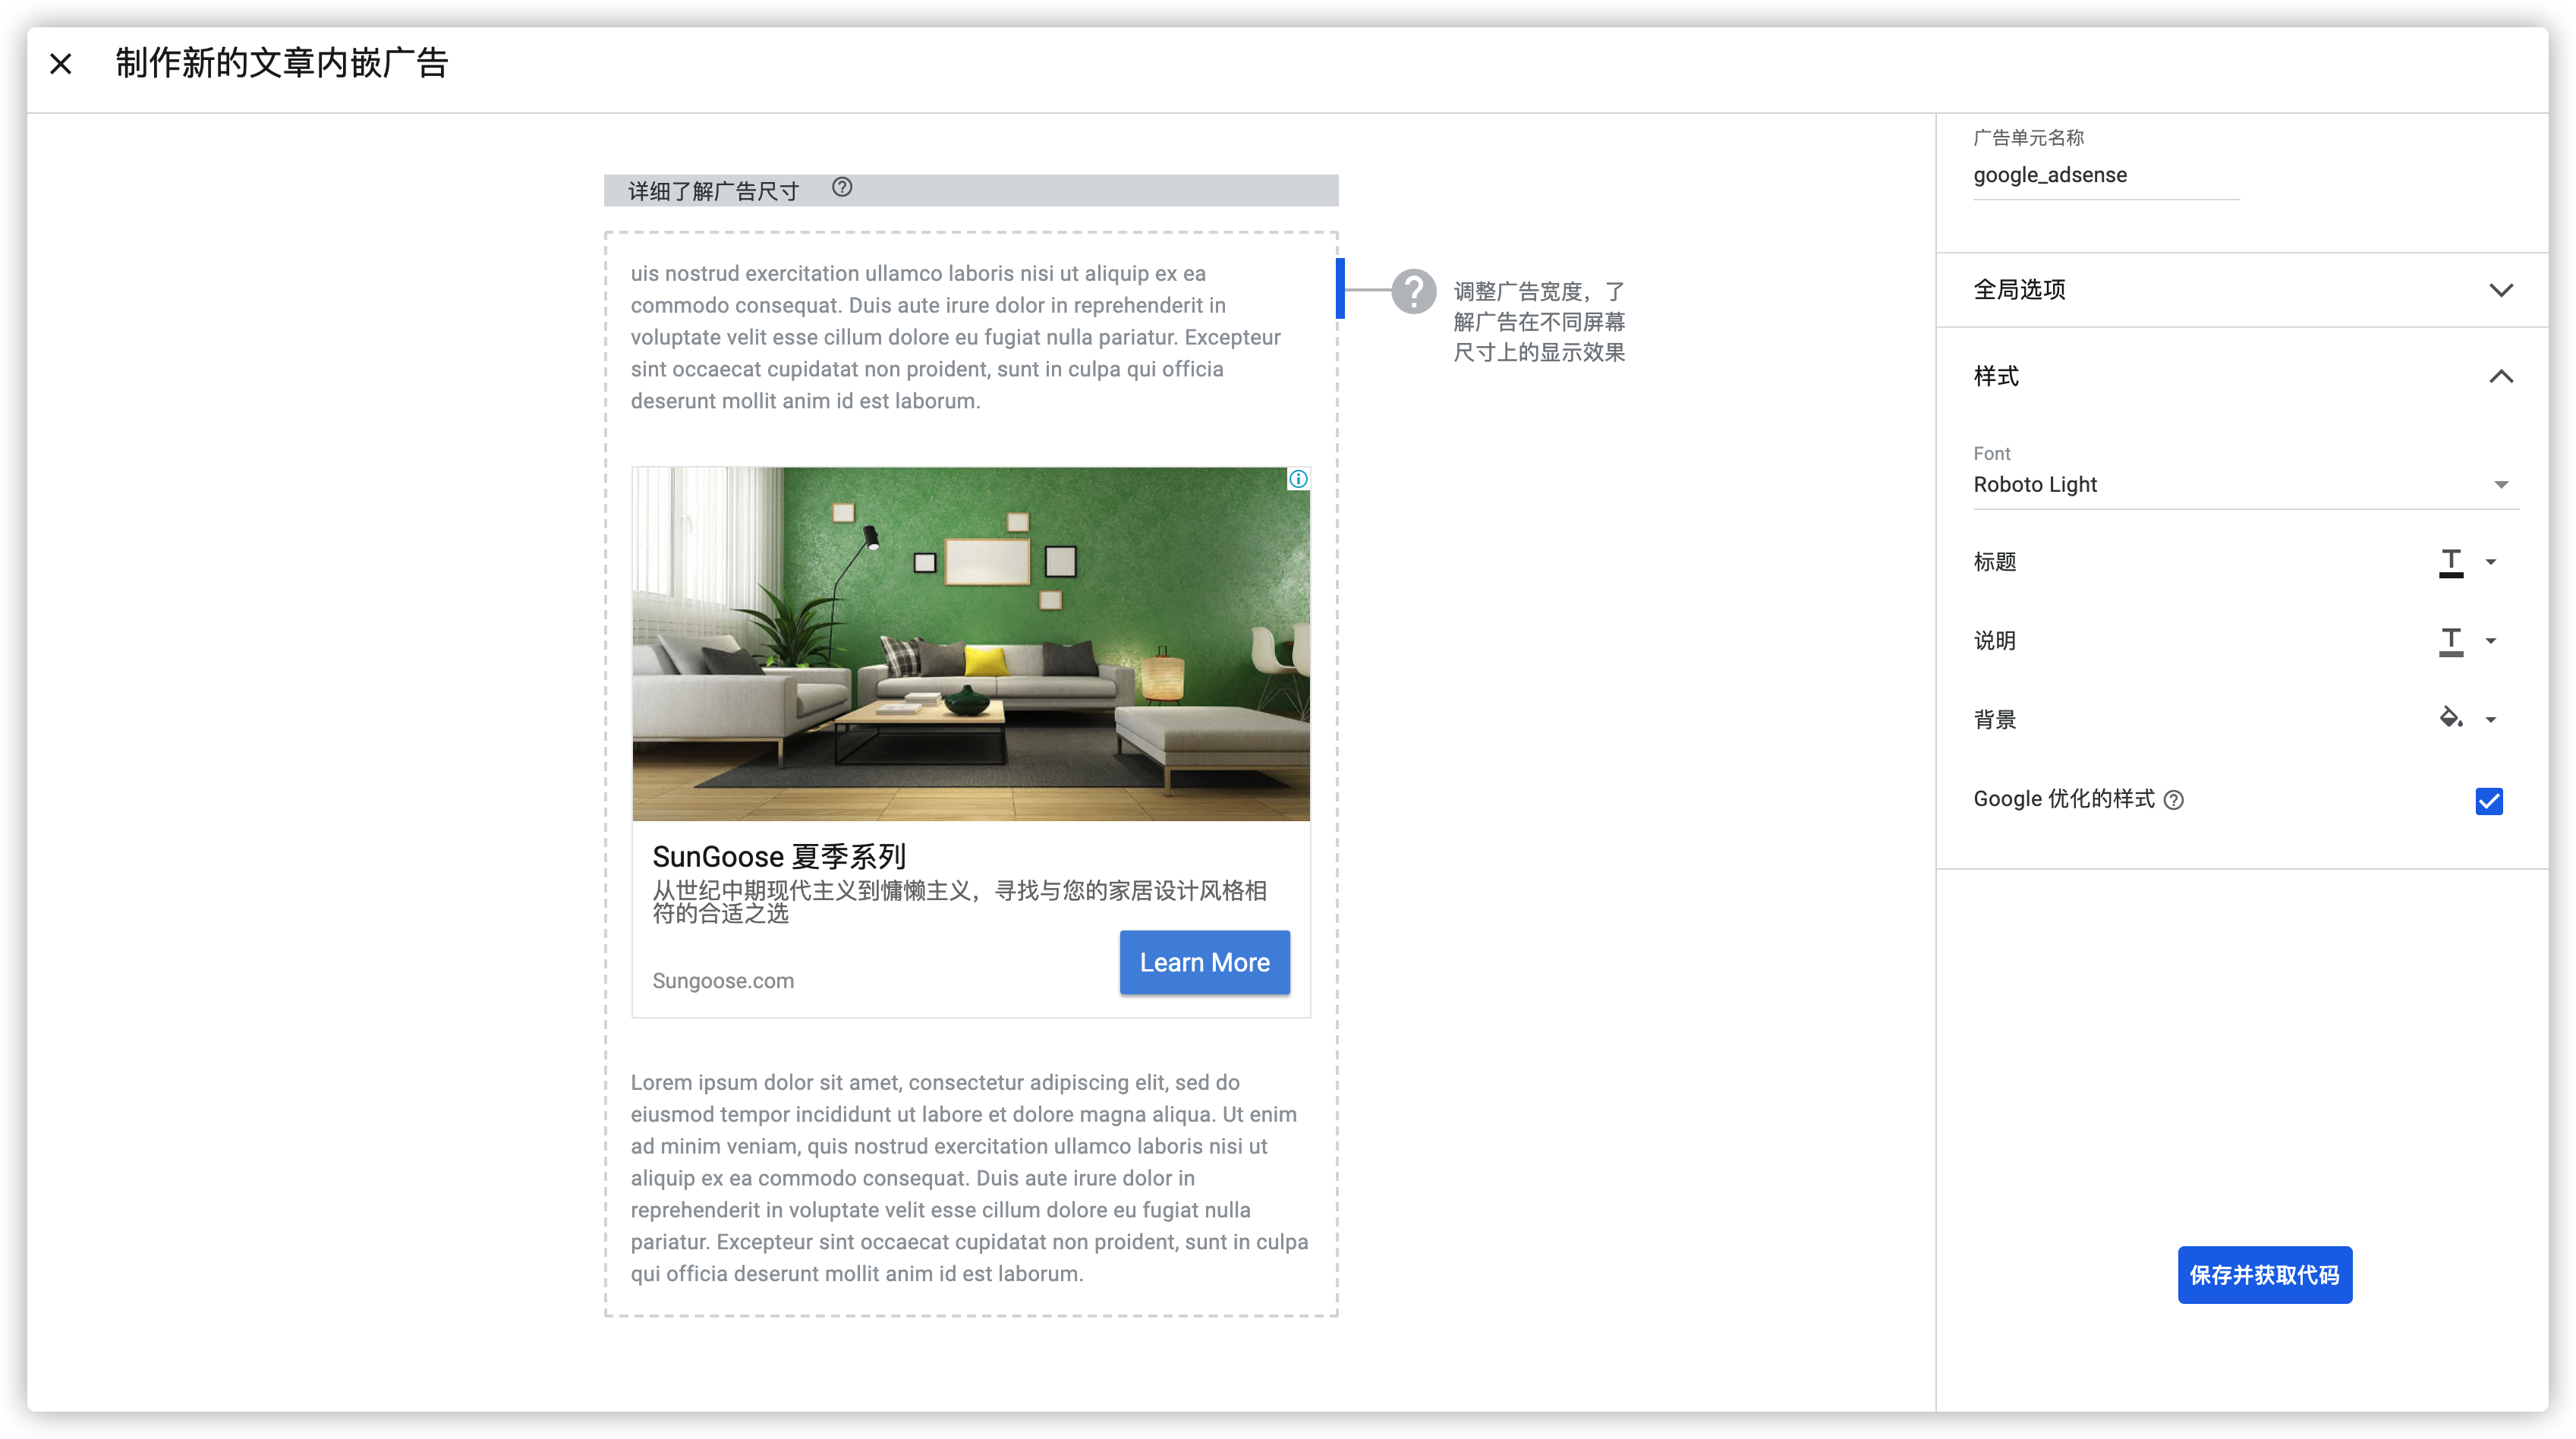 制作新的文章内嵌广告
详细了解广告尺寸
uis nostrud exercitation ullamco laboris nisi ut aliquip ex ea
commodo consequat. Duis aute irure dolor in reprehenderit in
voluptate velit esse cillum dolore eu fugiat nulla pariatur. Excepteur
sint occaecat cupidatat non proident, sunt in culpa qui officia
deserunt mollit anim id est laborum.
调整广告宽度，了
解广告在不同屏幕
尺寸上的显示效果
SunGoose 夏季系列
从世纪中期现代主义到慵懒主义，寻找与您的家居设计风格相
符的合适之选
Sungoose.com
Learn More
Lorem ipsum dolor sit amet, consectetur adipiscing elit, sed do
eiusmod tempor incididunt ut labore et dolore magna aliqua. Ut enim
ad minim veniam, quis nostrud exercitation ullamco laboris nisi ut
aliquip ex ea commodo consequat. Duis aute irure dolor in
reprehenderit in voluptate velit esse cillum dolore eu fugiat nulla
pariatur. Excepteur sint occaecat cupidatat non proident, sunt in culpa
qui officia deserunt mollit anim id est laborum.
广告单元名称
google_adsense
全局选项
样式
Font
Roboto Light
标题
说明
背景
Google 优化的样式
保存并获取代码